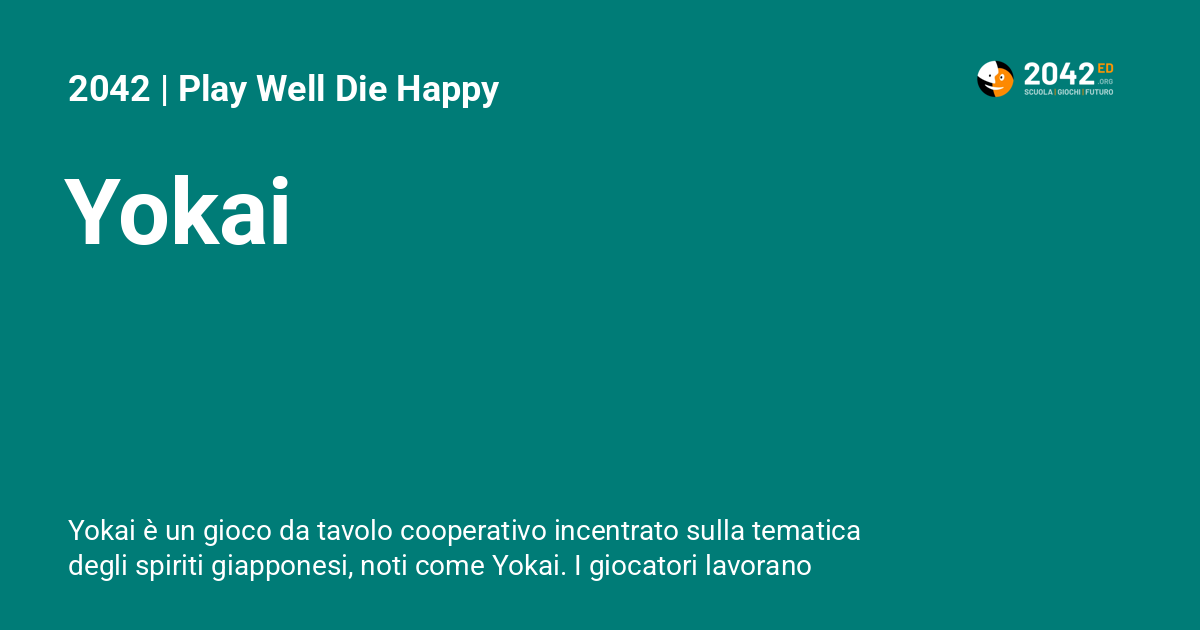 2042 | Play Well Die Happy
2042 ED
.ORG
SCUOLA | GIOCHI | FUTURO
Yokai
Yokai è un gioco da tavolo cooperativo incentrato sulla tematica
degli spiriti giapponesi, noti come Yokai. I giocatori lavorano